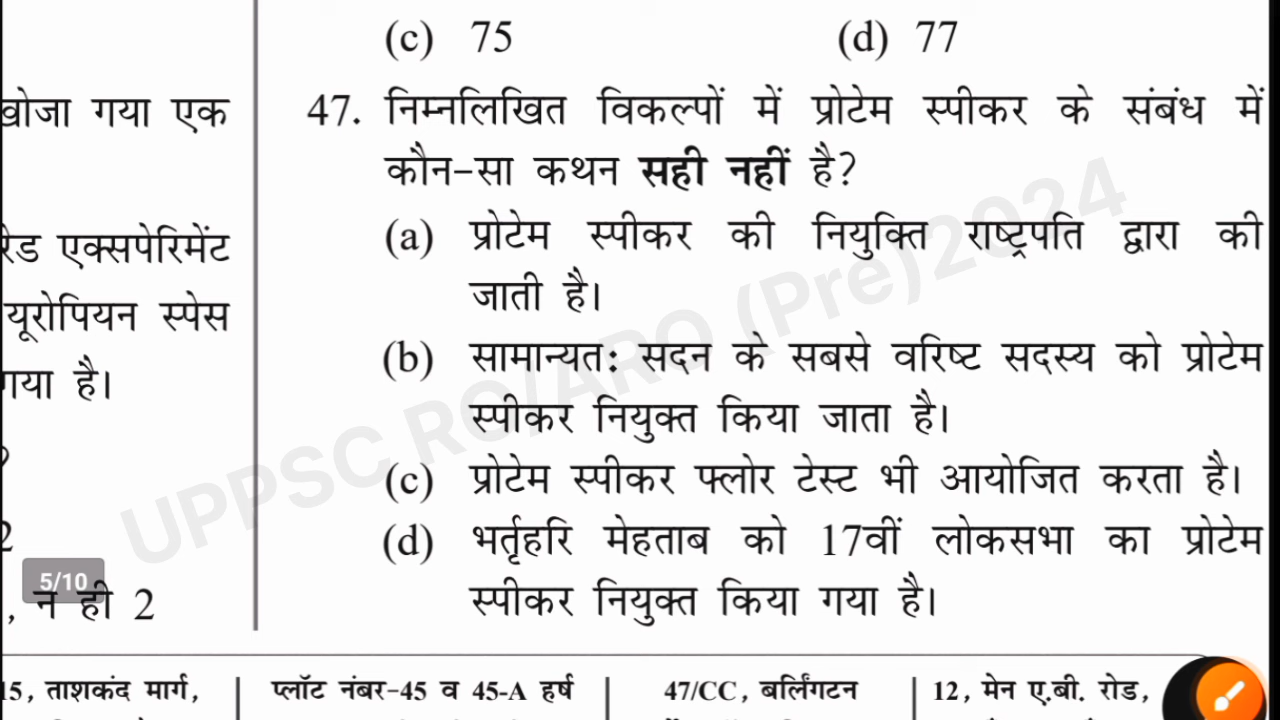 (c) 75 (d) 77
खोजा गया एक
47. निम्नलिखित विकल्पों में प्रोटेम स्पीकर के संबंध में
कौन-सा कथन सही नहीं है?
(a) प्रोटेम स्पीकर की नियुक्ति राष्ट्रपति द्वारा की
जाती है।
(b) सामान्यतः सदन के सबसे वरिष्ट सदस्य को प्रोटेम
स्पीकर नियुक्त किया जाता है।
(c) प्रोटेम स्पीकर फ्लोर टेस्ट भी आयोजित करता है।
(d) भर्तृहरि मेहताब को 17वीं लोकसभा का प्रोटेम
स्पीकर नियुक्त किया गया है।
एक्सपेरिमेंट
यूरोपियन स्पेस
गया है।
2
5/10
, न ही 2
UPPSC RO/ARO (Pre) 2024
15, ताशकंद मार्ग,
प्लॉट नंबर-45 व 45-A हर्ष
47/CC, बर्लिंगटन
12, मेन ए.बी. रोड,